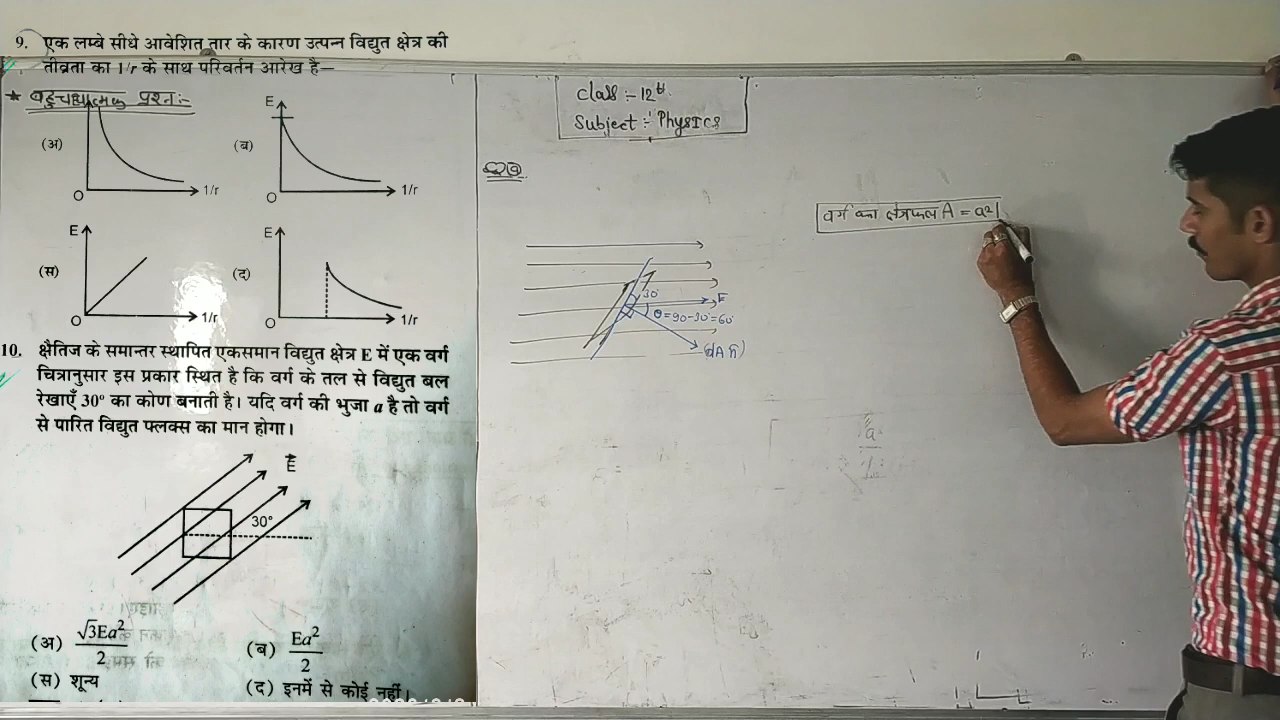 9. एक लम्बे सीधे आवेशित तार के कारण उत्पन्न विद्युत क्षेत्र की
तीव्रता का 1/r के साथ परिवर्तन आरेख है—
★ बहुचयात्मक प्रश्न:-
(अ) O 1/r
(ब) E O 1/r
(स) E O 1/r
(द) E O 1/r
10. क्षैतिज के समान्तर स्थापित एकसमान विद्युत क्षेत्र E में एक वर्ग
चित्रानुसार इस प्रकार स्थित है कि वर्ग के तल से विद्युत बल
रेखाएँ 30° का कोण बनाती है। यदि वर्ग की भुजा a है तो वर्ग
से पारित विद्युत फ्लक्स का मान होगा।
E⃗
30°
(अ) √3Ea²/2
(ब) Ea²/2
(स) शून्य
(द) इनमें से कोई नहीं।
Class :- 12th
Subject :- Physics
वर्ग का क्षेत्रफल A = a²
30°
E
θ=90-30=60°
(dA n̂)
a